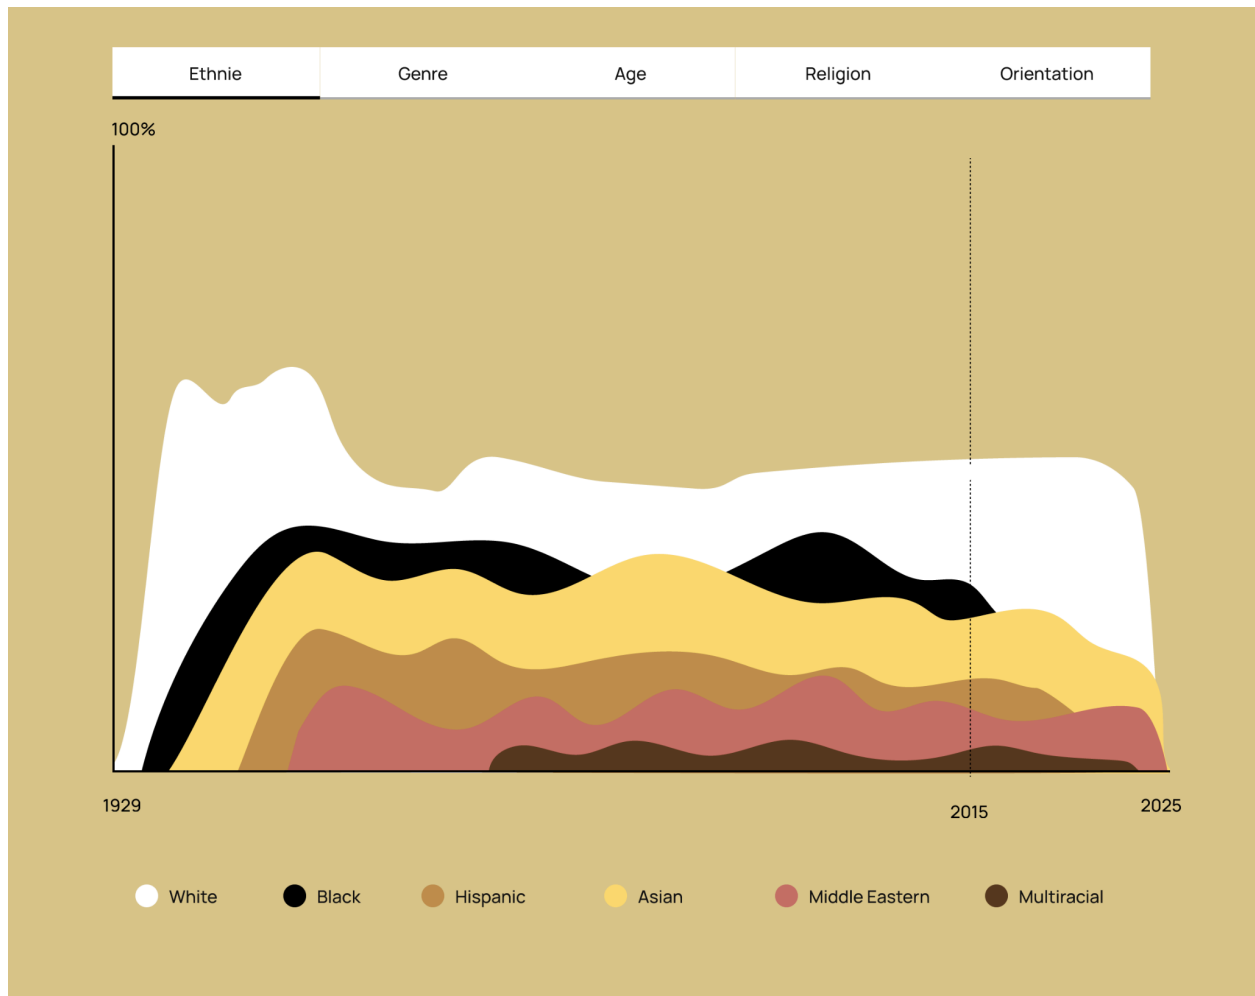 Ethnie Genre Age Religion Orientation
100%
1929 2015 2025
White Black Hispanic Asian Middle Eastern Multiracial